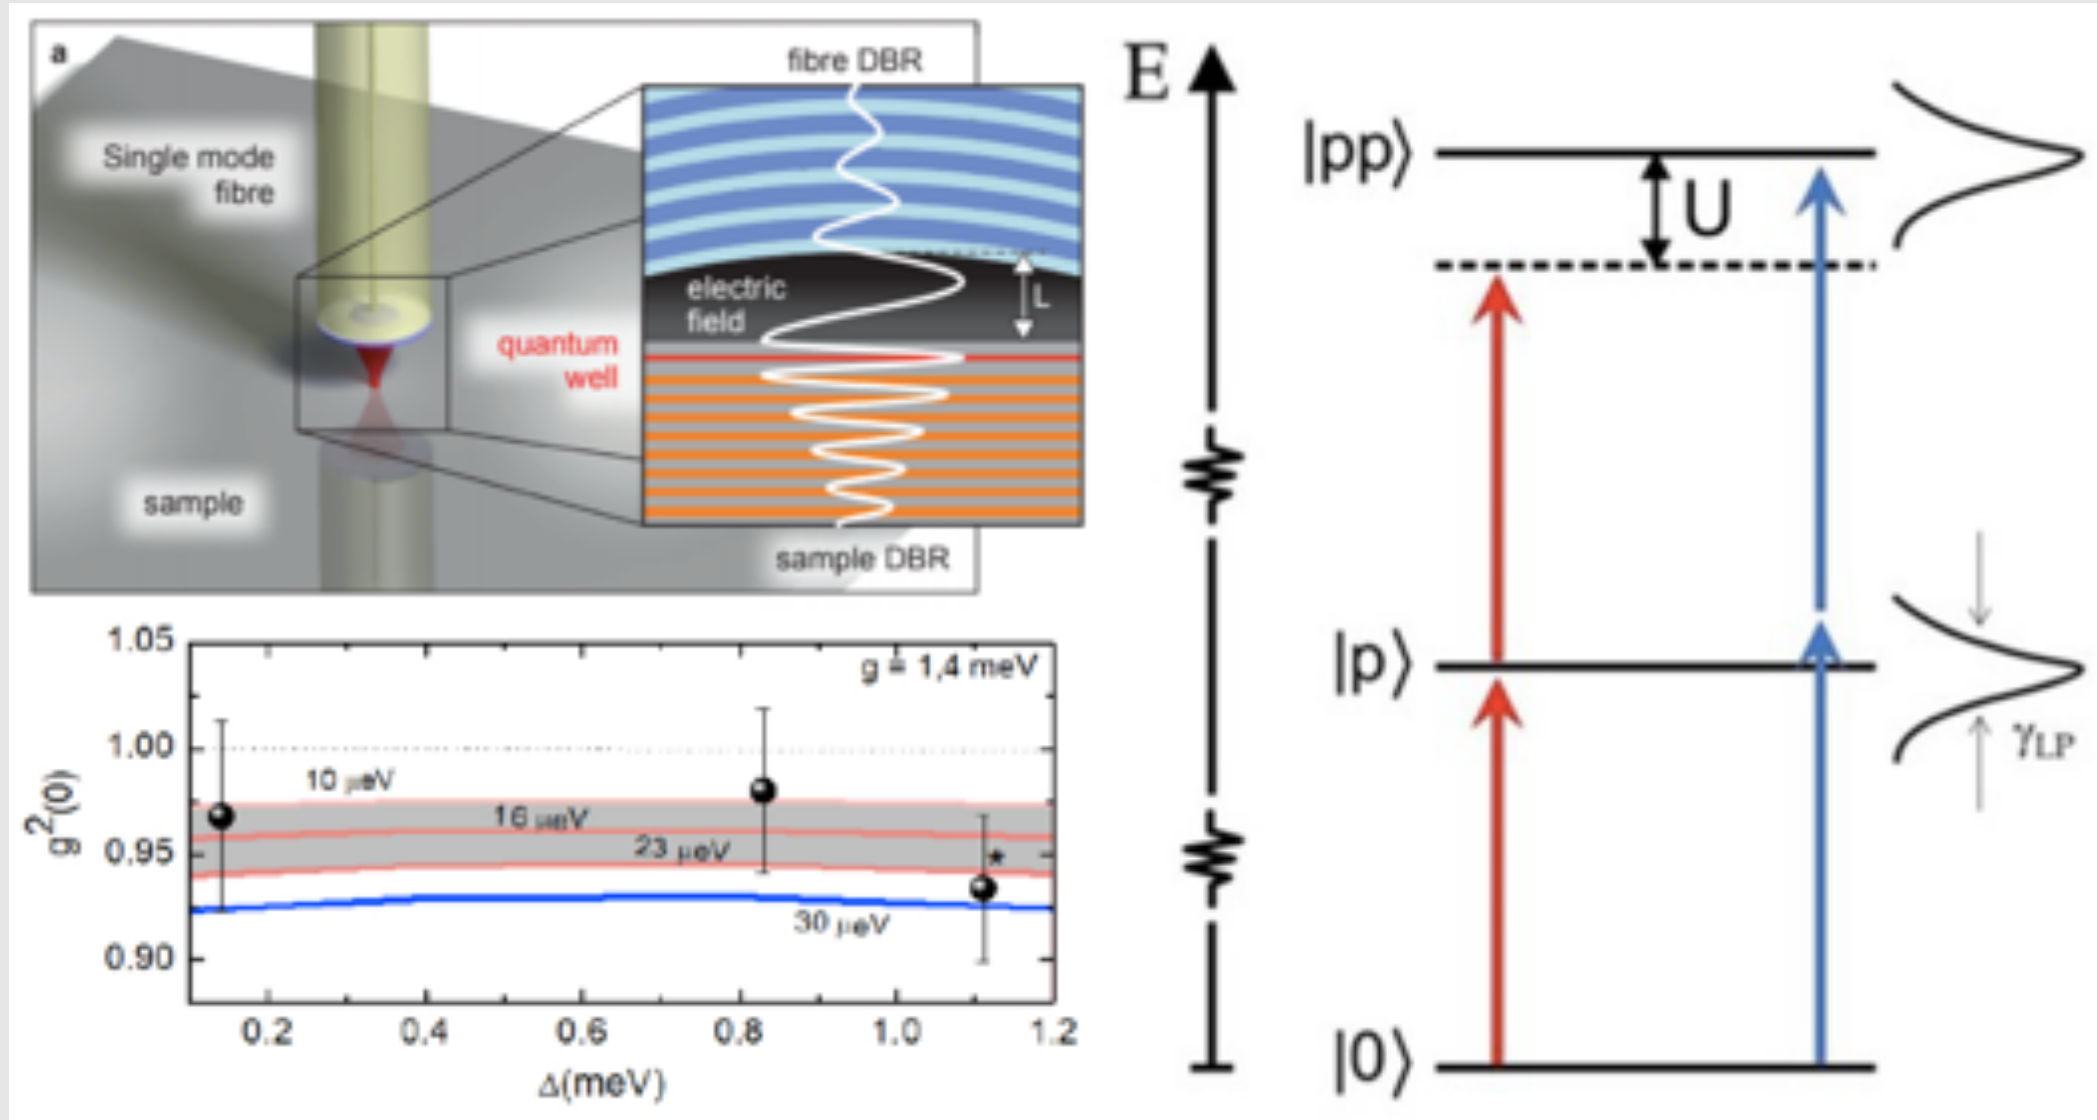 a
fibre DBR
Single mode
fibre
electric
field
L
quantum
well
sample
sample DBR
1.05
1.00
0.95
0.90
g²(0)
g = 1,4 meV
10 μeV
16 μeV
23 μeV
*
30 μeV
0.2
0.4
0.6
0.8
1.0
1.2
Δ(meV)
E
|pp⟩
U
|p⟩
γLP
|0⟩